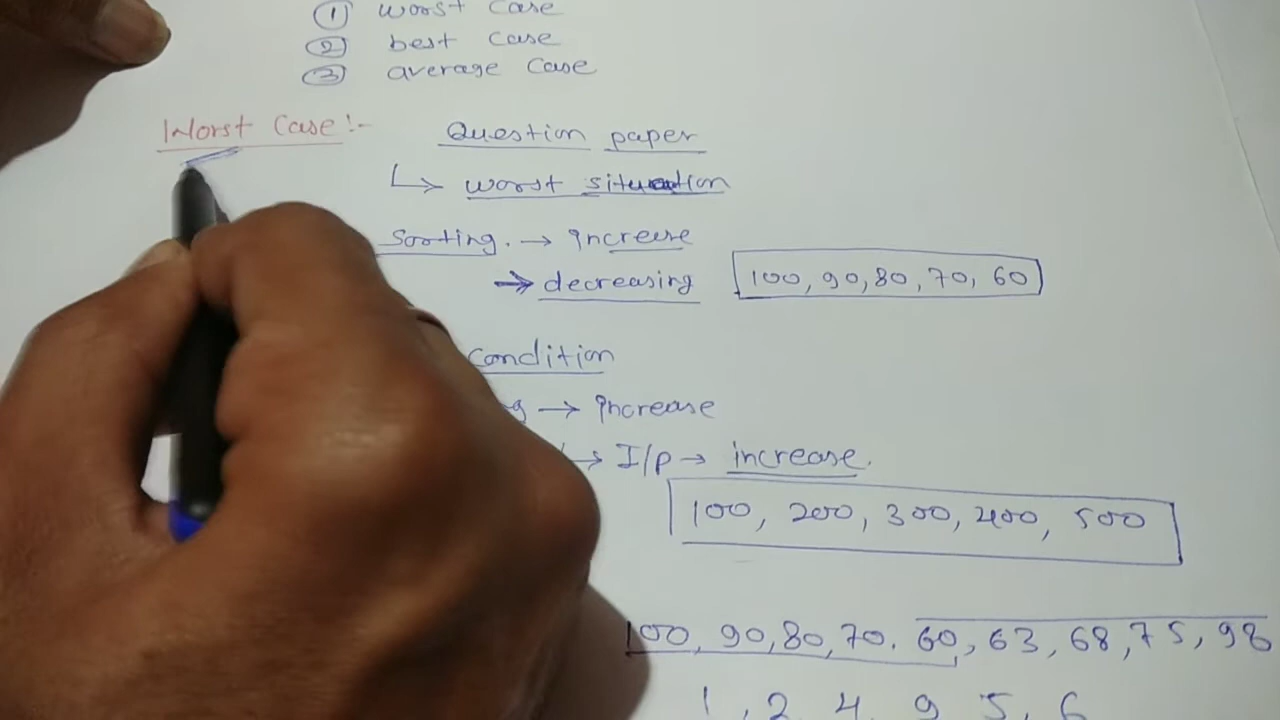 ① worst case
② best case
③ average case
Worst Case :-
Question paper
↳ worst situation
Sorting. → increase
→ decreasing
100, 90, 80, 70, 60
condition
→ increase
→ I/p → increase.
100, 200, 300, 400, 500
100, 90, 80, 70. 60, 63, 68, 75, 98
1, 2, 4, 9, 5, 6